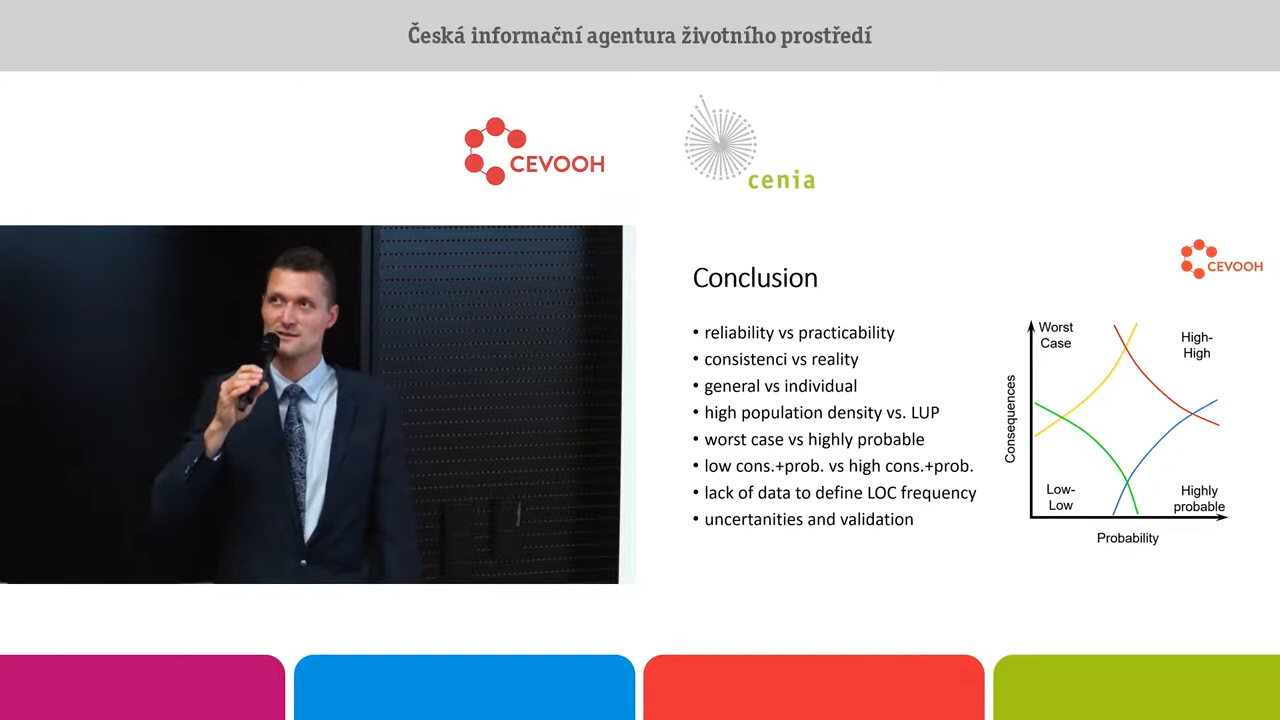 Česká informační agentura životního prostředí
CEVOOH
cenia
CEVOOH
Conclusion
• reliability vs practicability
• consistenci vs reality
• general vs individual
• high population density vs. LUP
• worst case vs highly probable
• low cons.+prob. vs high cons.+prob.
• lack of data to define LOC frequency
• uncertanities and validation
Worst
Case
High-
High
Consequences
Low-
Low
Highly
probable
Probability